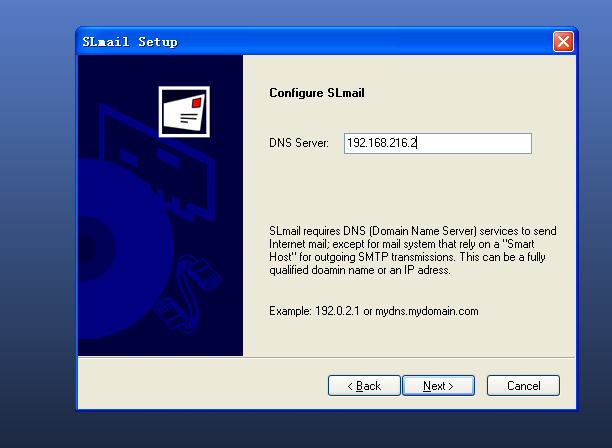 SLmail Setup
Configure SLmail
DNS Server: 192.168.216.2
SLmail requires DNS (Domain Name Server) services to send
Internet mail; except for mail system that rely on a "Smart
Host" for outgoing SMTP transmissions. This can be a fully
qualified doamin name or an IP adress.
Example: 192.0.2.1 or mydns.mydomain.com
< Back Next > Cancel